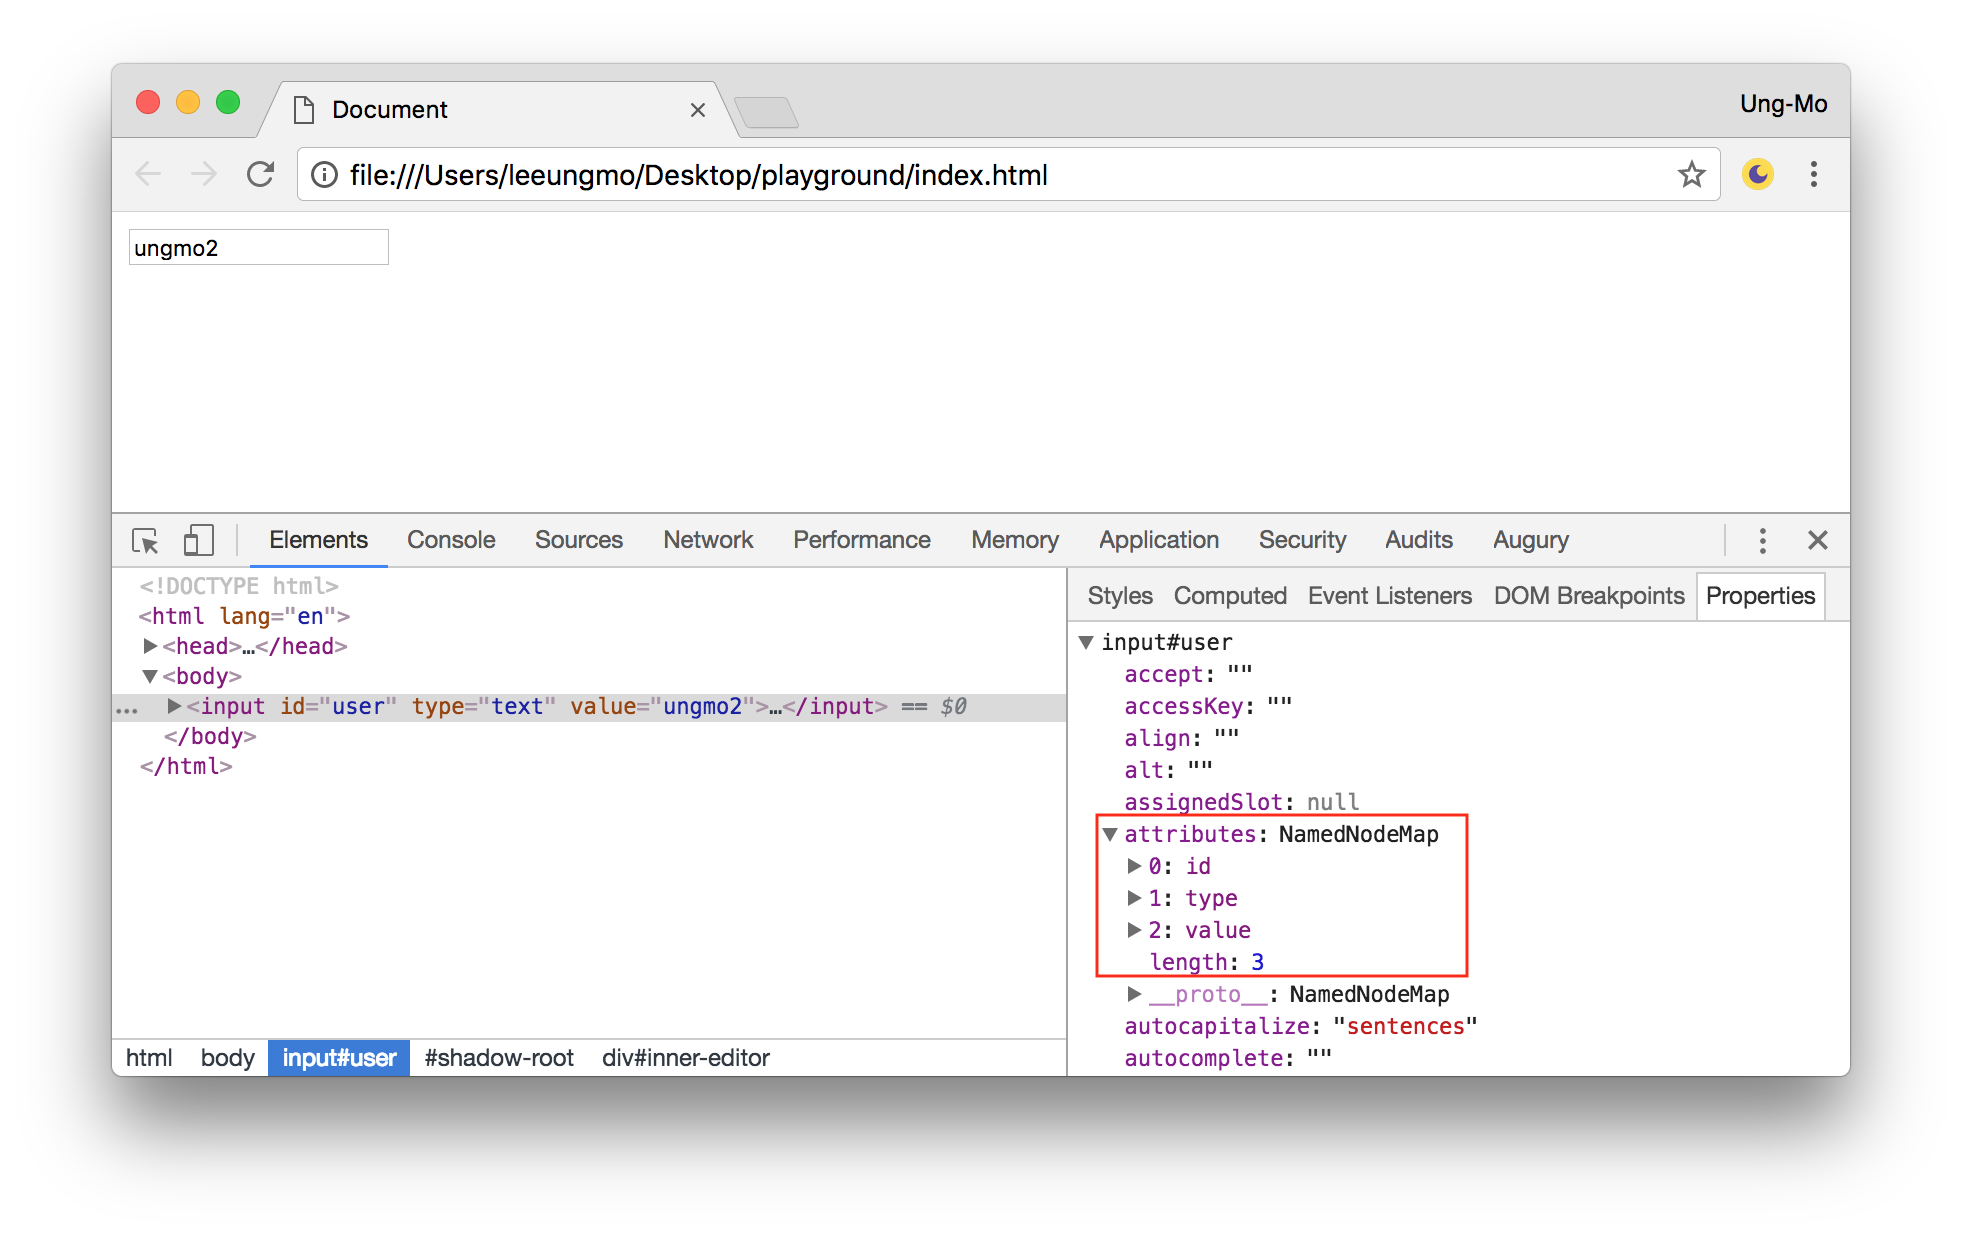 Document
Ung-Mo
file:///Users/leeungmo/Desktop/playground/index.html
ungmo2
Elements Console Sources Network Performance Memory Application Security Audits Augury
<!DOCTYPE html>
<html lang="en">
<head>…</head>
<body>
... <input id="user" type="text" value="ungmo2">…</input> == $0
</body>
</html>
html body input#user #shadow-root div#inner-editor
Styles Computed Event Listeners DOM Breakpoints Properties
input#user
accept: ""
accessKey: ""
align: ""
alt: ""
assignedSlot: null
attributes: NamedNodeMap
0: id
1: type
2: value
length: 3
__proto__: NamedNodeMap
autocapitalize: "sentences"
autocomplete: ""